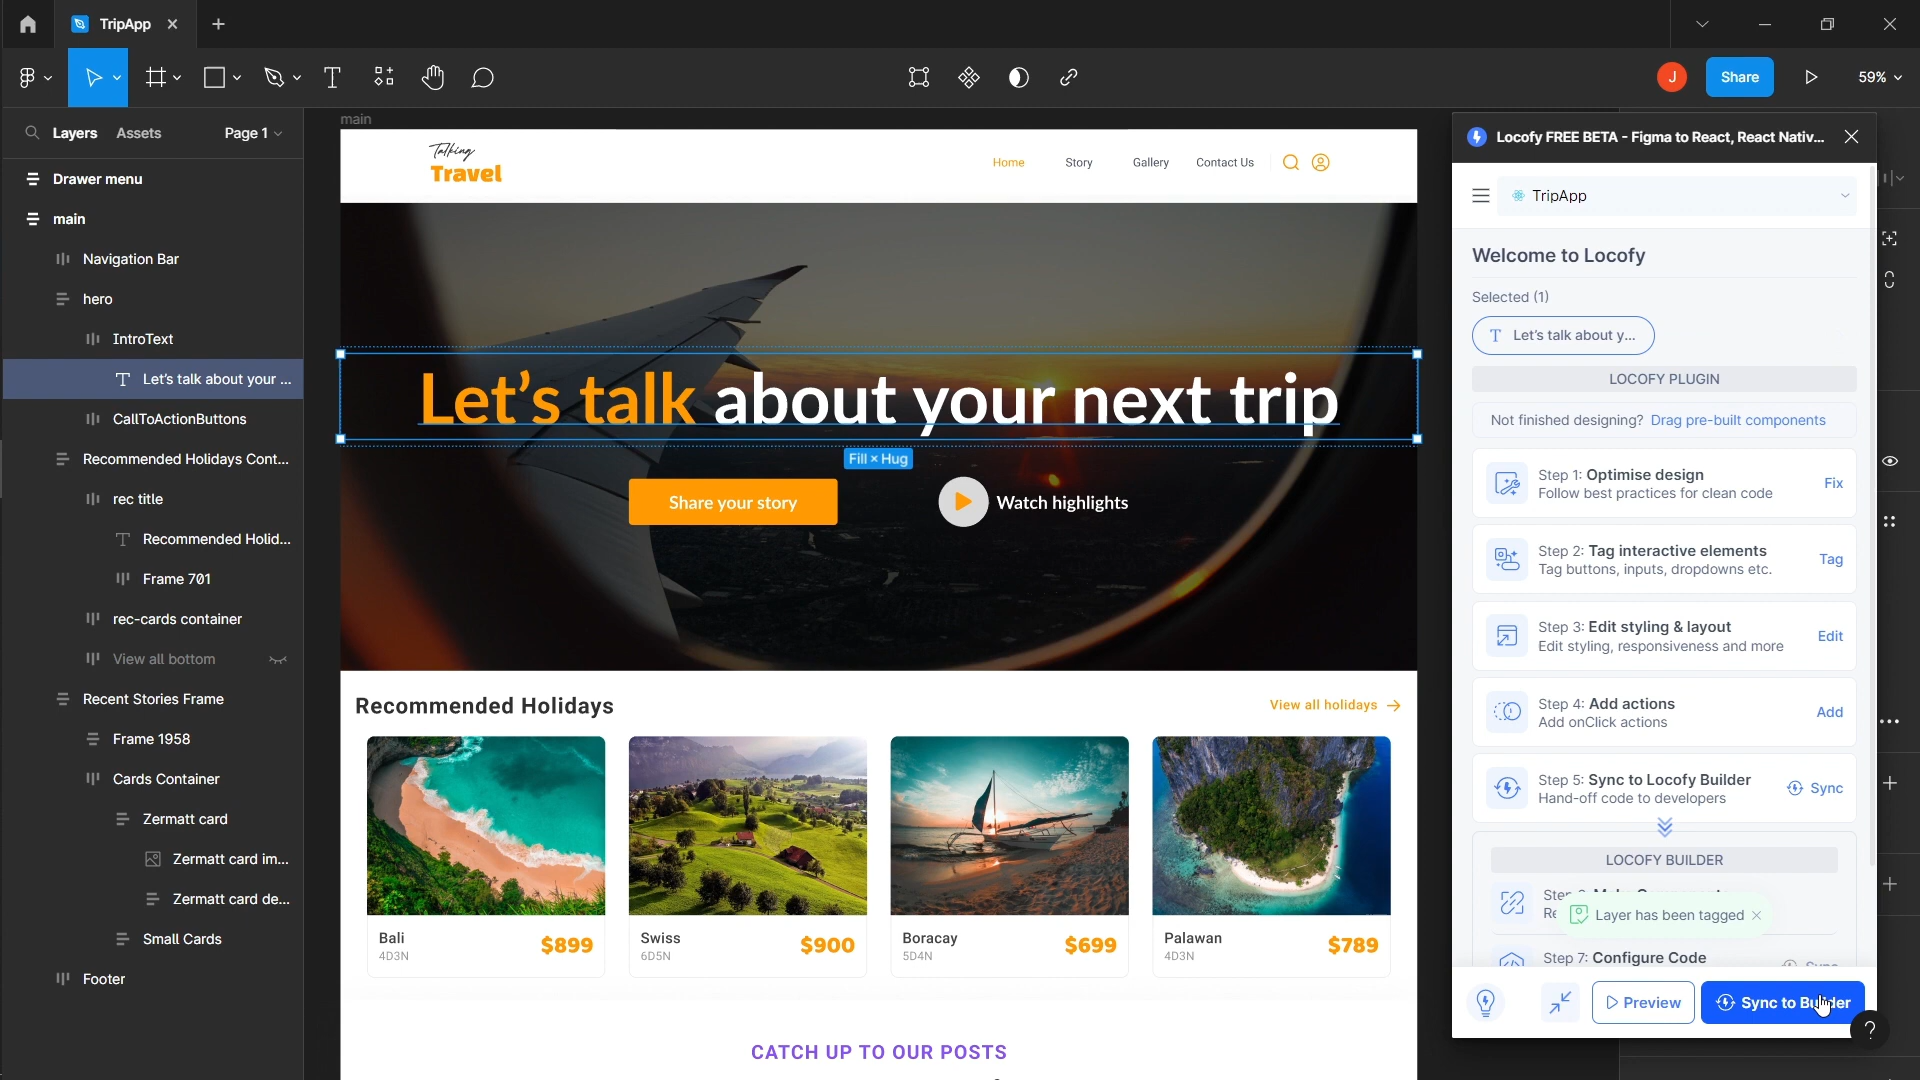 TripApp
Share
J
59%
Layers
Assets
Page 1
Drawer menu
main
Navigation Bar
hero
IntroText
Let's talk about your ...
CallToActionButtons
Recommended Holidays Cont...
rec title
Recommended Holid...
Frame 701
rec-cards container
View all bottom
Recent Stories Frame
Frame 1958
Cards Container
Zermatt card
Zermatt card im...
Zermatt card de...
Small Cards
Footer
main
Talking
Travel
Home
Story
Gallery
Contact Us
Let's talk about your next trip
Fill × Hug
Share your story
Watch highlights
Recommended Holidays
View all holidays
Bali
4D3N
$899
Swiss
6D5N
$900
Boracay
5D4N
$699
Palawan
4D3N
$789
CATCH UP TO OUR POSTS
Locofy FREE BETA - Figma to React, React Nativ...
TripApp
Welcome to Locofy
Selected (1)
T Let's talk about y...
LOCOFY PLUGIN
Not finished designing? Drag pre-built components
Step 1: Optimise design
Follow best practices for clean code
Fix
Step 2: Tag interactive elements
Tag buttons, inputs, dropdowns etc.
Tag
Step 3: Edit styling & layout
Edit styling, responsiveness and more
Edit
Step 4: Add actions
Add onClick actions
Add
Step 5: Sync to Locofy Builder
Hand-off code to developers
Sync
LOCOFY BUILDER
Layer has been tagged
Step 7: Configure Code
Preview
Sync to Builder
?